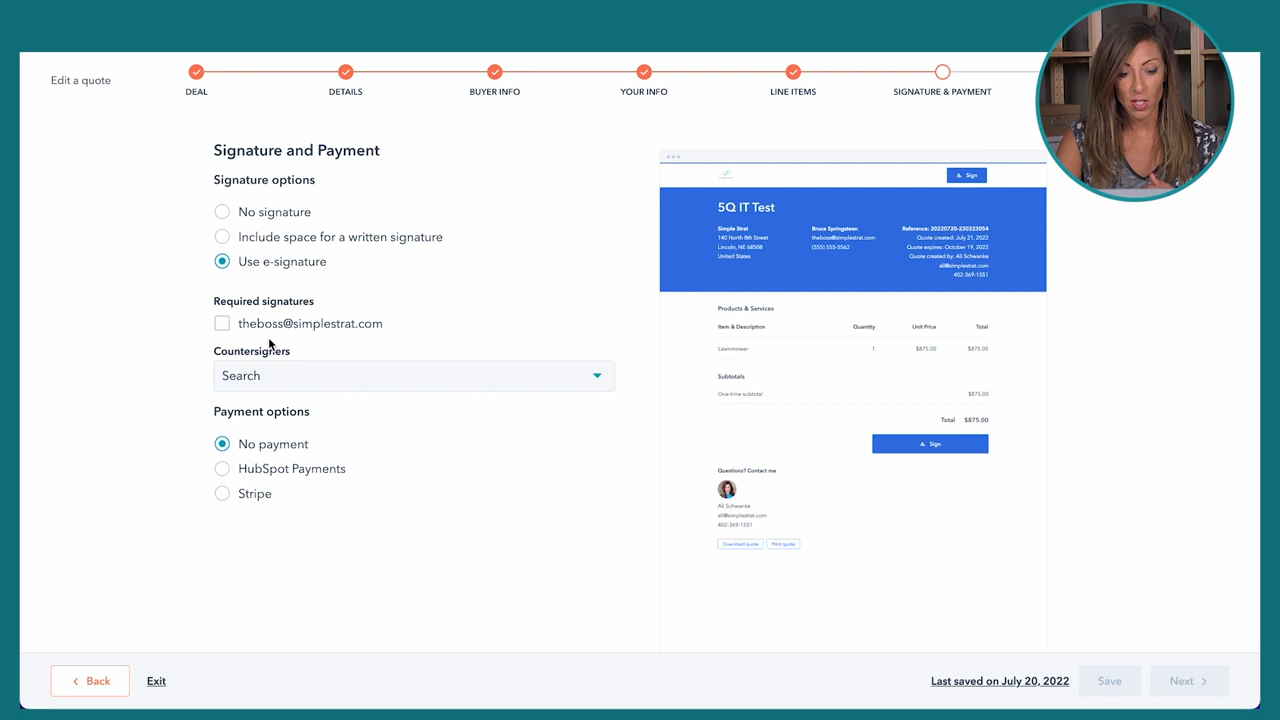 Edit a quote
DEAL
DETAILS
BUYER INFO
YOUR INFO
LINE ITEMS
SIGNATURE & PAYMENT
Signature and Payment
Signature options
No signature
Include space for a written signature
Use e-signature
Required signatures
theboss@simplestrat.com
Countersigners
Search
Payment options
No payment
HubSpot Payments
Stripe
Sign
5Q IT Test
Simple Strat
140 North 8th Street
Lincoln, NE 68508
United States
Bruce Springsteen
theboss@simplestrat.com
(555) 555-5562
Reference: 20220720-230323054
Quote created: July 21, 2022
Quote expires: October 19, 2022
Quote created by: Ali Schwanke
ali@simplestrat.com
402-369-1551
Products & Services
Item & Description Quantity Unit Price Total
Lawnmower 1 $875.00 $875.00
Subtotals
One-time subtotal $875.00
Total $875.00
Sign
Questions? Contact me
Ali Schwanke
ali@simplestrat.com
402-369-1551
Download quote Print quote
Back Exit Last saved on July 20, 2022 Save Next